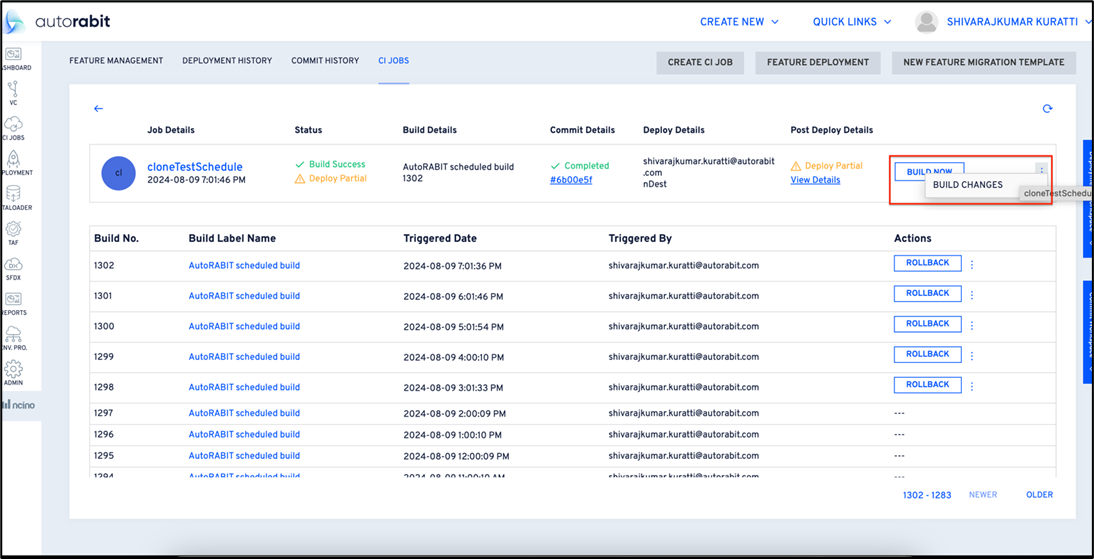 autorabit
CREATE NEW
QUICK LINKS
SHIVARAJKUMAR KURATTI
ASHBOARD
VC
CI JOBS
PLOYMENT
TALOADER
TAF
SFDX
REPORTS
ENV. PRO.
ADMIN
ncino
FEATURE MANAGEMENT
DEPLOYMENT HISTORY
COMMIT HISTORY
CI JOBS
CREATE CI JOB
FEATURE DEPLOYMENT
NEW FEATURE MIGRATION TEMPLATE
Job Details Status Build Details Commit Details Deploy Details Post Deploy Details
CI
cloneTestSchedule
2024-08-09 7:01:46 PM
Build Success
Deploy Partial
AutoRABIT scheduled build
1302
Completed
#6b00e5f
shivarajkumar.kuratti@autorabit
.com
nDest
Deploy Partial
View Details
BUILD NOW
BUILD CHANGES
cloneTestSchedu
Build No. Build Label Name Triggered Date Triggered By Actions
1302 AutoRABIT scheduled build 2024-08-09 7:01:36 PM shivarajkumar.kuratti@autorabit.com ROLLBACK
1301 AutoRABIT scheduled build 2024-08-09 6:01:46 PM shivarajkumar.kuratti@autorabit.com ROLLBACK
1300 AutoRABIT scheduled build 2024-08-09 5:01:54 PM shivarajkumar.kuratti@autorabit.com ROLLBACK
1299 AutoRABIT scheduled build 2024-08-09 4:00:10 PM shivarajkumar.kuratti@autorabit.com ROLLBACK
1298 AutoRABIT scheduled build 2024-08-09 3:01:33 PM shivarajkumar.kuratti@autorabit.com ROLLBACK
1297 AutoRABIT scheduled build 2024-08-09 2:00:09 PM shivarajkumar.kuratti@autorabit.com ---
1296 AutoRABIT scheduled build 2024-08-09 1:00:10 PM shivarajkumar.kuratti@autorabit.com ---
1295 AutoRABIT scheduled build 2024-08-09 12:00:09 PM shivarajkumar.kuratti@autorabit.com ---
1294 AutoRABIT scheduled build 2024-08-09 11:00:10 AM shivarajkumar.kuratti@autorabit.com ---
1302 - 1283 NEWER OLDER